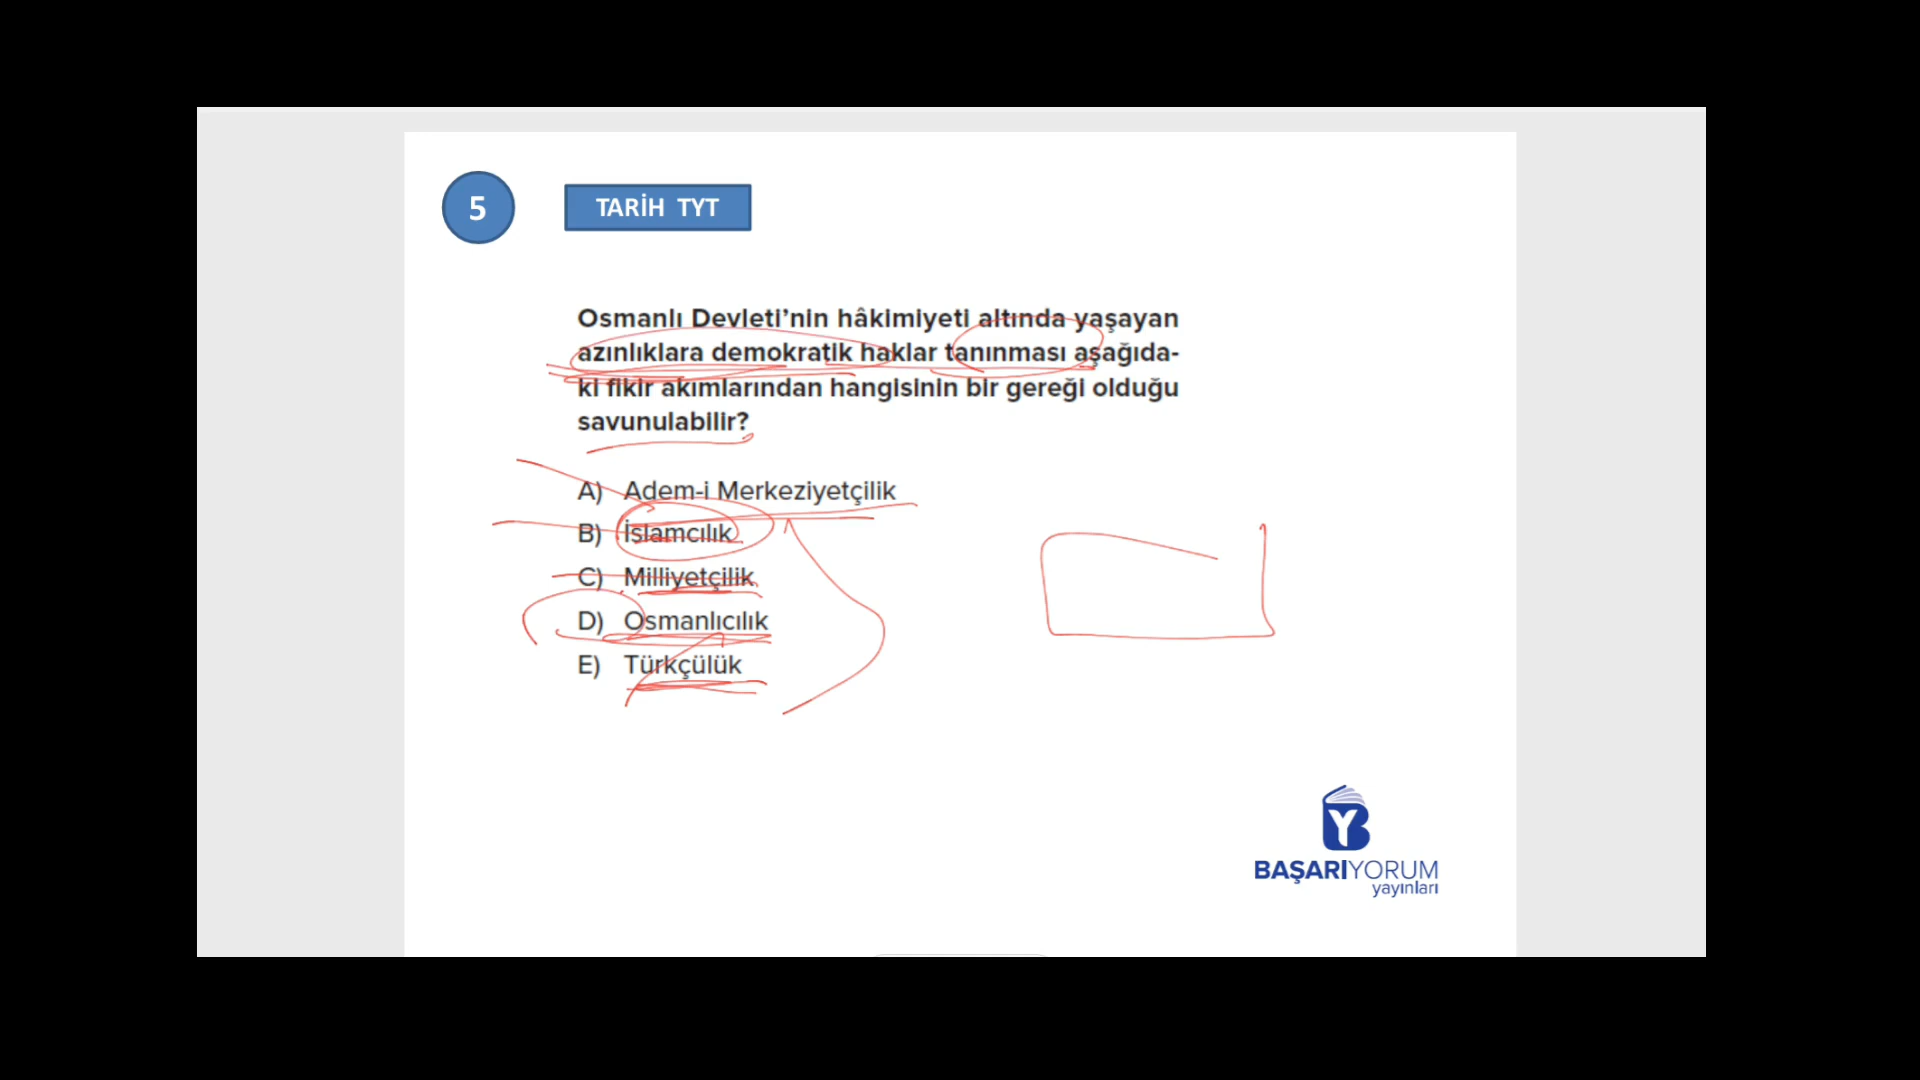 5
TARİH TYT
Osmanlı Devleti'nin hâkimiyeti altında yaşayan
azınlıklara demokratik haklar tanınması aşağıda-
ki fikir akımlarından hangisinin bir gereği olduğu
savunulabilir?
A) Adem-i Merkeziyetçilik
B) İslamcılık
C) Milliyetçilik
D) Osmanlıcılık
E) Türkçülük
BAŞARIYORUM
yayınları